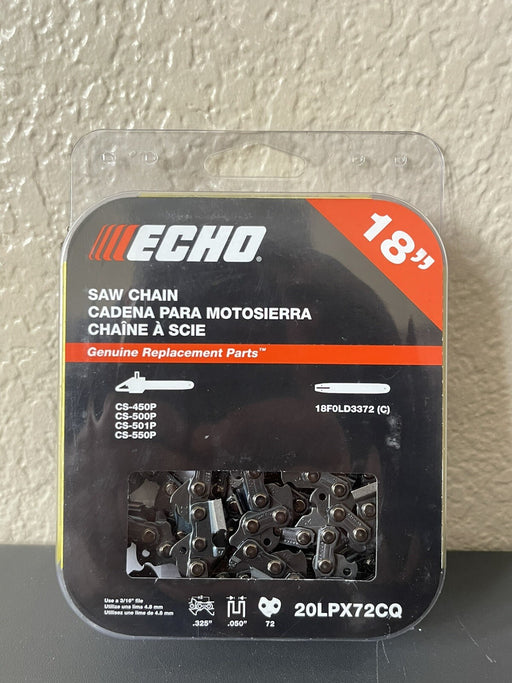 ECHO®
18"
SAW CHAIN
CADENA PARA MOTOSIERRA
CHAÎNE À SCIE
Genuine Replacement Parts™
CS-450P
CS-500P
CS-501P
CS-550P
18F0LD3372 (C)
Use a 3/16" file
Utilize una lima 4.8 mm
Utilisez une lime de 4.8 mm
.325"
.050"
72
20LPX72CQ